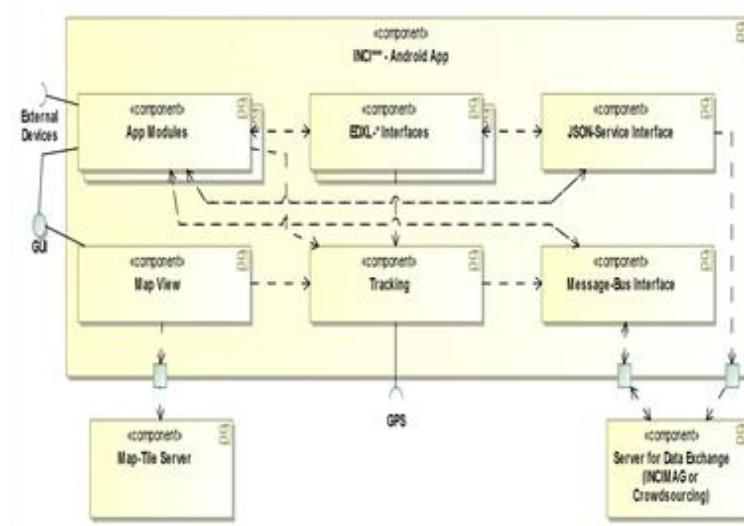 «component»
INCI*** - Android App
External
Devices
«component»
App Modules
«component»
EDXL-* Interfaces
«component»
JSON-Service Interface
GUI
«component»
Map View
«component»
Tracking
«component»
Message-Bus Interface
GPS
«component»
Map-Tile Server
«component»
Server for Data Exchange
(INCIMAG or
Crowdsourcing)